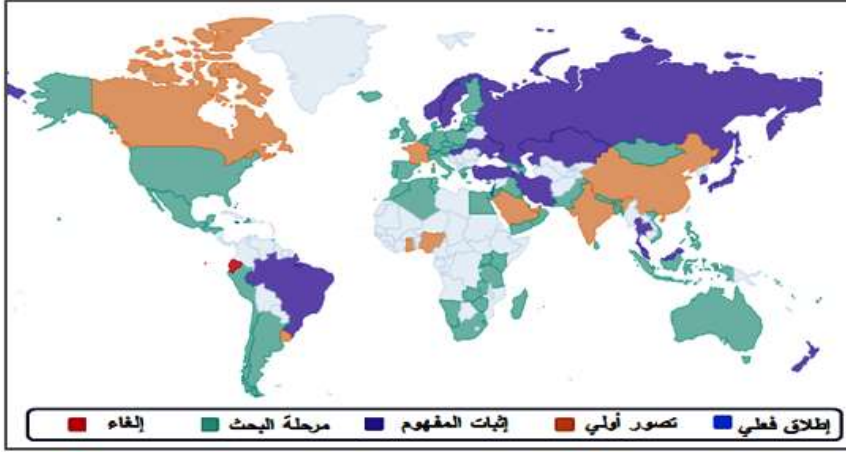 إلغاء مرحلة البحث إثبات المفهوم تصور أولي إطلاق فعلي